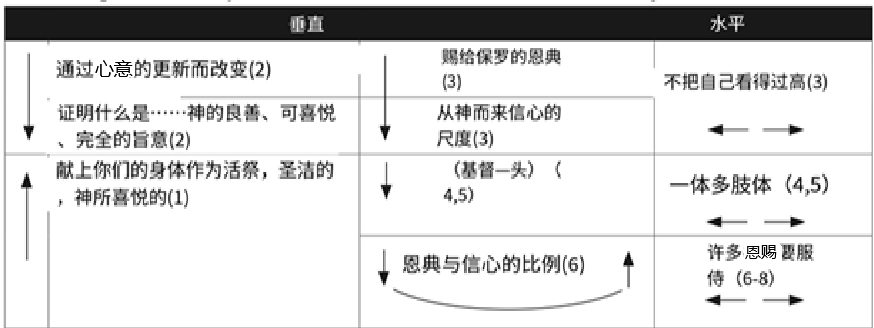 垂直
水平
通过心意的更新而改变(2)
赐给保罗的恩典
(3)
不把自己看得过高(3)
证明什么是……神的良善、可喜悦
、完全的旨意(2)
从神而来信心的
尺度(3)
献上你们的身体作为活祭，圣洁的
，神所喜悦的(1)
（基督—头）（
4,5）
一体多肢体（4,5）
恩典与信心的比例(6)
许多恩赐要服
侍（6-8）